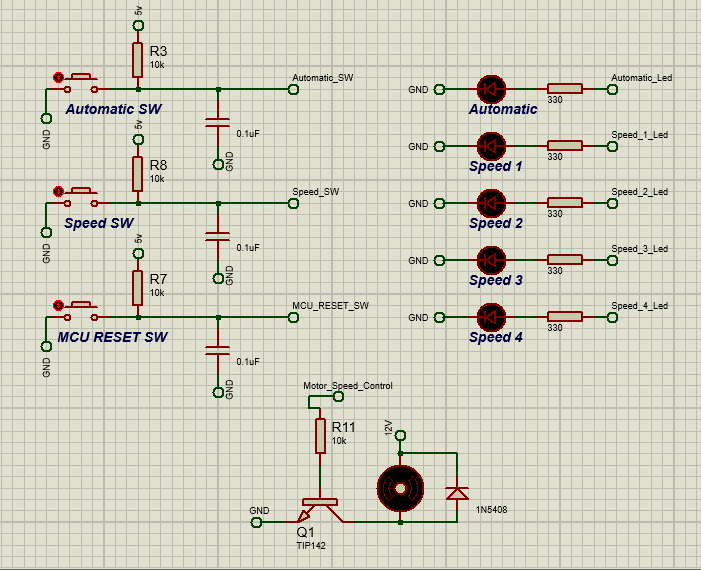 5v
R3
10k
Automatic_SW
0.1uF
GND
GND
Automatic SW
5v
R8
10k
Speed_SW
0.1uF
GND
GND
Speed SW
5v
R7
10k
MCU_RESET_SW
0.1uF
GND
GND
MCU RESET SW
GND
Automatic
330
Automatic_Led
GND
Speed 1
330
Speed_1_Led
GND
Speed 2
330
Speed_2_Led
GND
Speed 3
330
Speed_3_Led
GND
Speed 4
330
Speed_4_Led
Motor_Speed_Control
R11
10k
12V
1N5408
GND
Q1
TIP142